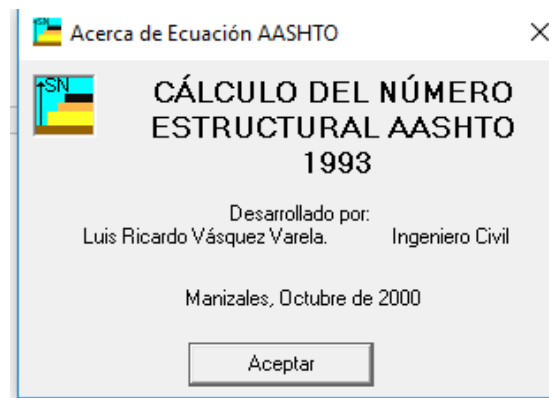 Acerca de Ecuación AASHTO
SN
CÁLCULO DEL NÚMERO
ESTRUCTURAL AASHTO
1993
Desarrollado por:
Luis Ricardo Vásquez Varela. Ingeniero Civil
Manizales, Octubre de 2000
Aceptar